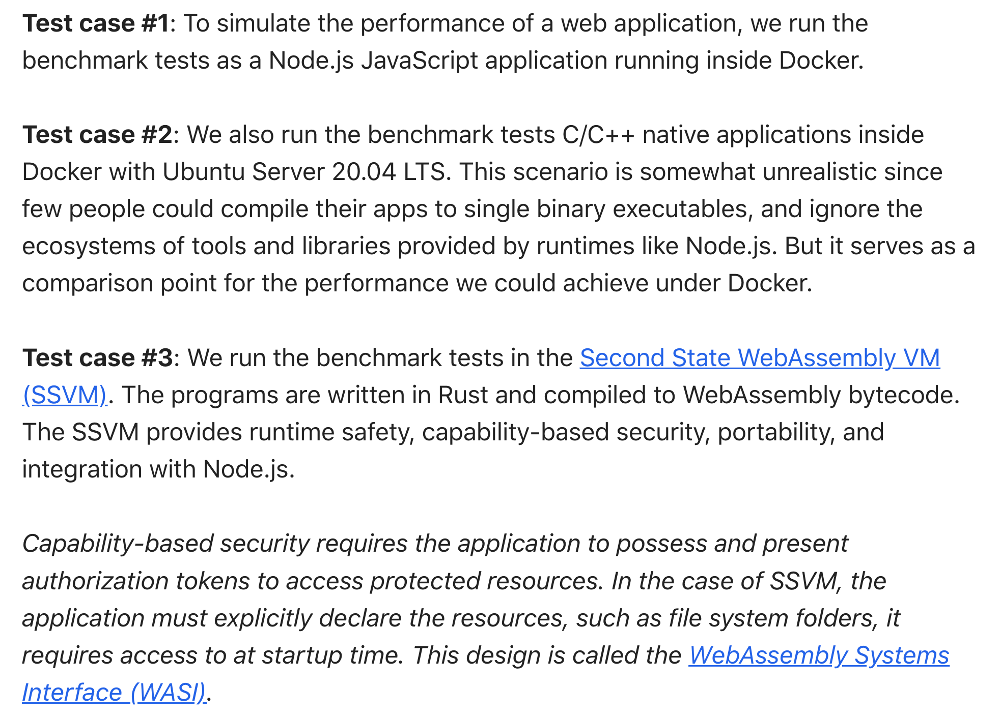 Test case #1: To simulate the performance of a web application, we run the
benchmark tests as a Node.js JavaScript application running inside Docker.
Test case #2: We also run the benchmark tests C/C++ native applications inside
Docker with Ubuntu Server 20.04 LTS. This scenario is somewhat unrealistic since
few people could compile their apps to single binary executables, and ignore the
ecosystems of tools and libraries provided by runtimes like Node.js. But it serves as a
comparison point for the performance we could achieve under Docker.
Test case #3: We run the benchmark tests in the Second State WebAssembly VM
(SSVM). The programs are written in Rust and compiled to WebAssembly bytecode.
The SSVM provides runtime safety, capability-based security, portability, and
integration with Node.js.
Capability-based security requires the application to possess and present
authorization tokens to access protected resources. In the case of SSVM, the
application must explicitly declare the resources, such as file system folders, it
requires access to at startup time. This design is called the WebAssembly Systems
Interface (WASI).